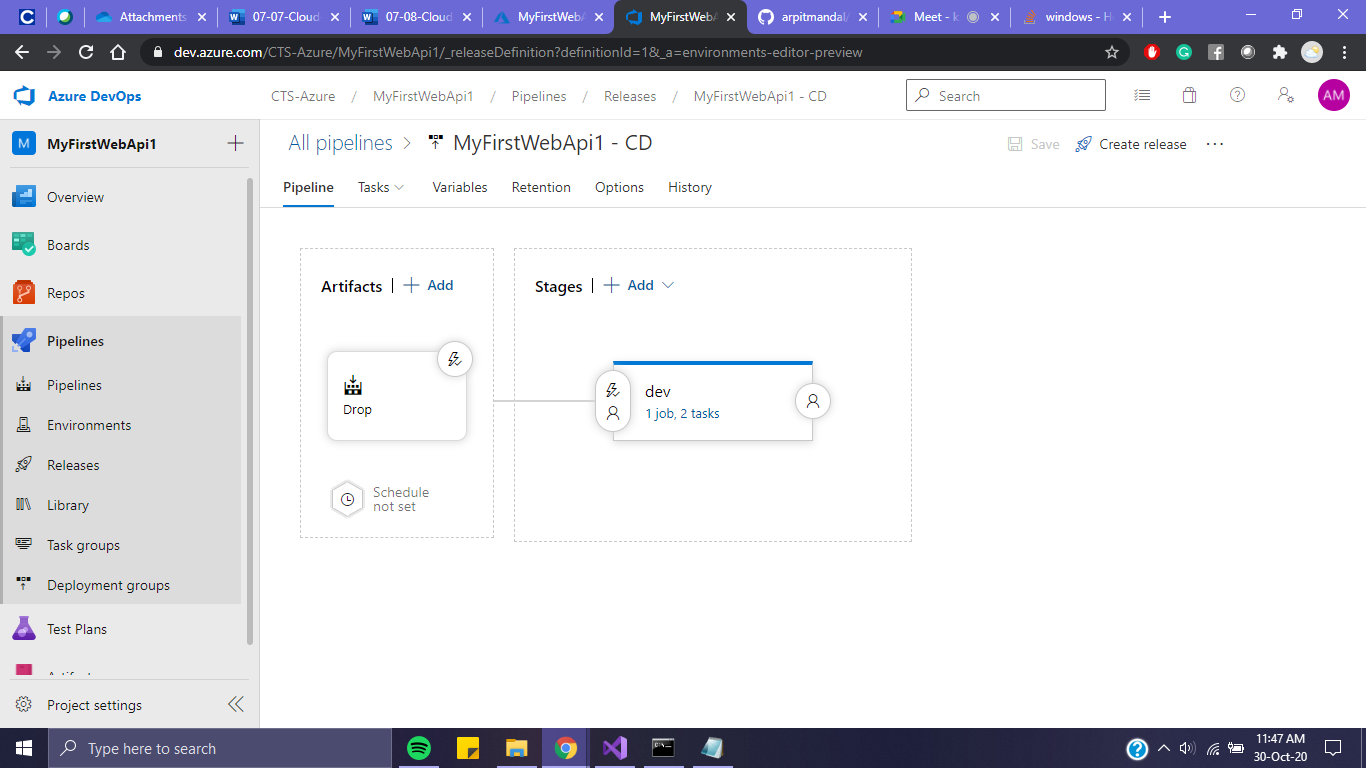 Attachments
07-07-Cloud
07-08-Cloud
MyFirstWeb
MyFirstWeb
arpitmandal/
Meet - k
windows - H
dev.azure.com/CTS-Azure/MyFirstWebApi1/_releaseDefinition?definitionId=1&_a=environments-editor-preview
Azure DevOps
CTS-Azure / MyFirstWebApi1 / Pipelines / Releases / MyFirstWebApi1 - CD
Search
AM
M MyFirstWebApi1
All pipelines > MyFirstWebApi1 - CD
Save
Create release
Pipeline Tasks Variables Retention Options History
Overview
Boards
Repos
Pipelines
Pipelines
Environments
Releases
Library
Task groups
Deployment groups
Test Plans
Project settings
Artifacts | + Add
Drop
Schedule
not set
Stages | + Add
dev
1 job, 2 tasks
Type here to search
11:47 AM
30-Oct-20